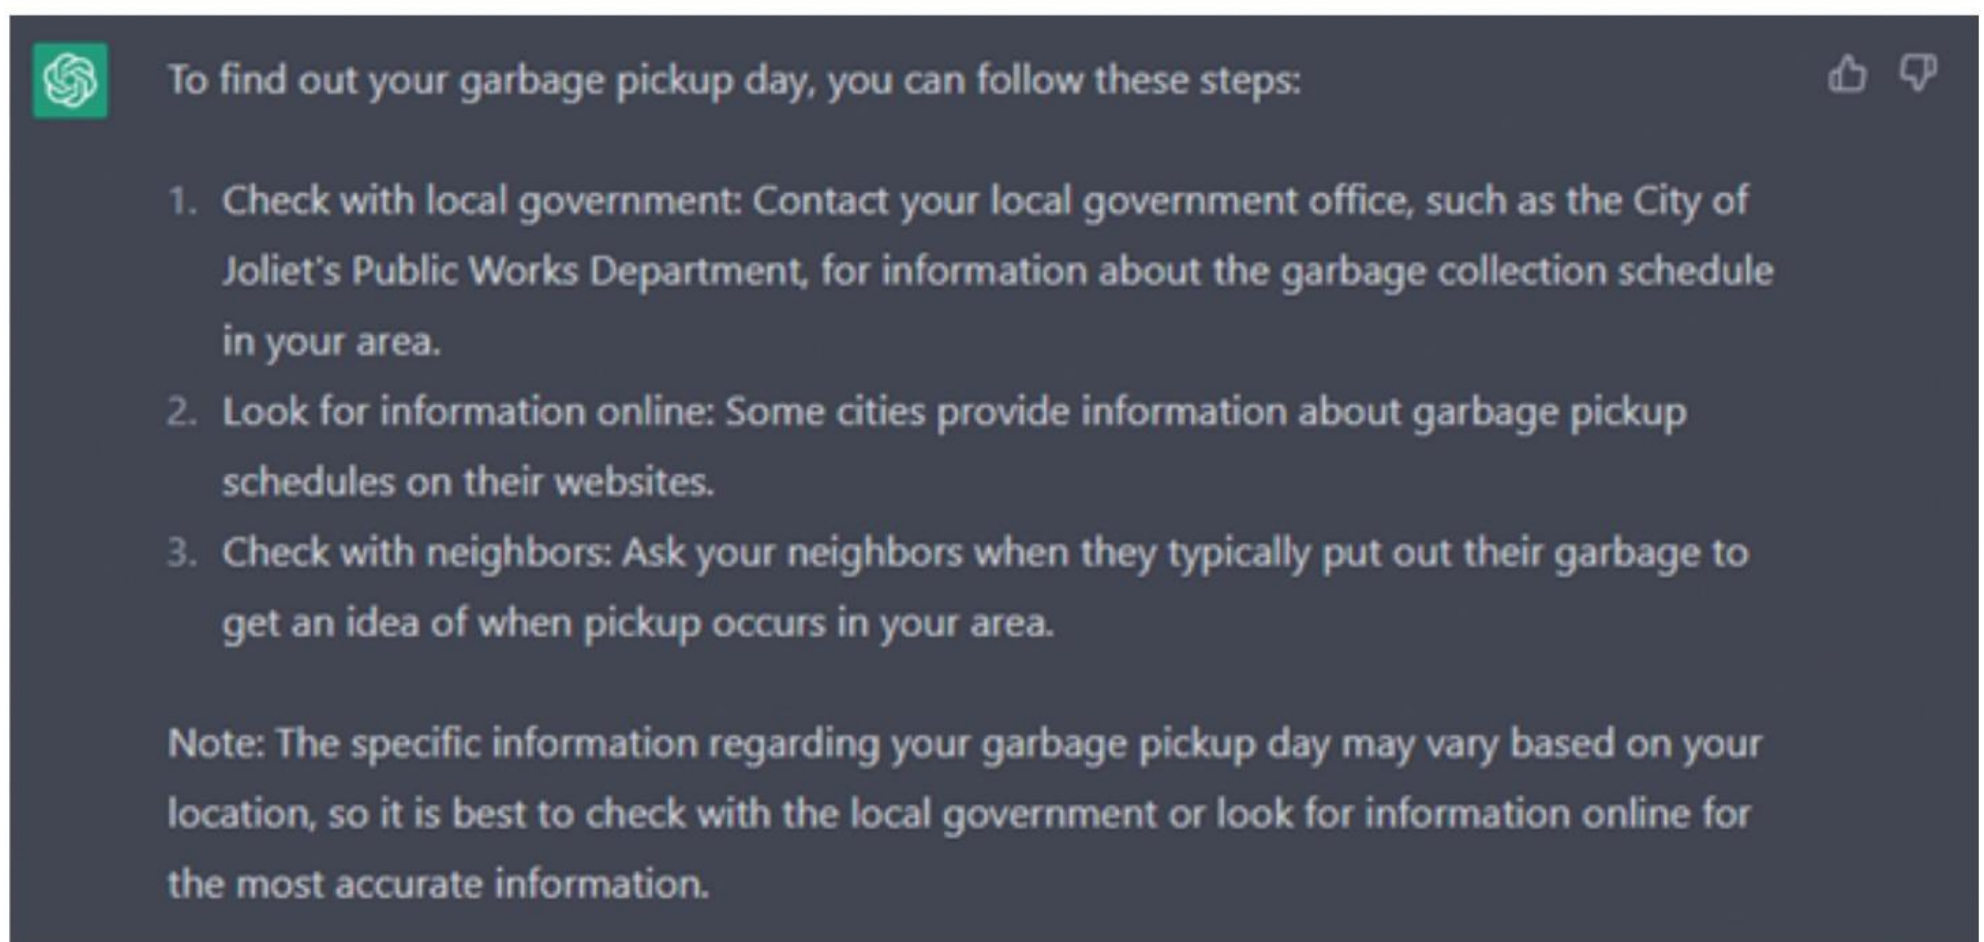 To find out your garbage pickup day, you can follow these steps:
1. Check with local government: Contact your local government office, such as the City of
Joliet's Public Works Department, for information about the garbage collection schedule
in your area.
2. Look for information online: Some cities provide information about garbage pickup
schedules on their websites.
3. Check with neighbors: Ask your neighbors when they typically put out their garbage to
get an idea of when pickup occurs in your area.
Note: The specific information regarding your garbage pickup day may vary based on your
location, so it is best to check with the local government or look for information online for
the most accurate information.